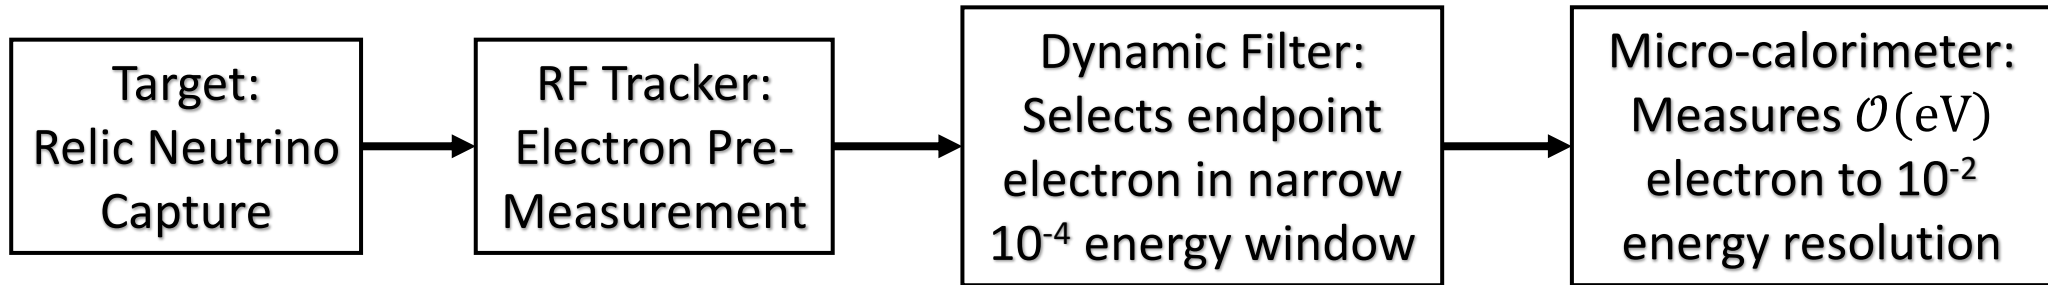 Target:
Relic Neutrino
Capture
RF Tracker:
Electron Pre-
Measurement
Dynamic Filter:
Selects endpoint
electron in narrow
10⁻⁴ energy window
Micro-calorimeter:
Measures 𝒪(eV)
electron to 10⁻²
energy resolution